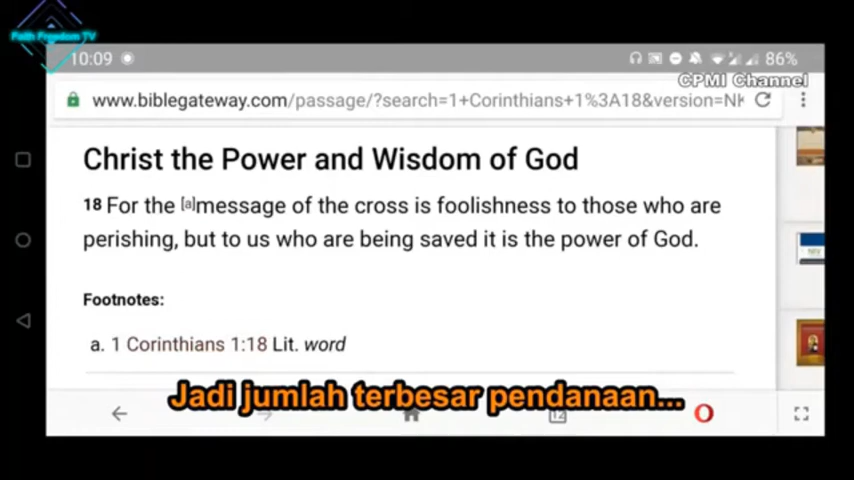 Faith Freedom TV
10:09
86%
CPMI Channel
www.biblegateway.com/passage/?search=1+Corinthians+1%3A18&version=NK
Christ the Power and Wisdom of God
18 For the [a]message of the cross is foolishness to those who are
perishing, but to us who are being saved it is the power of God.
Footnotes:
a. 1 Corinthians 1:18 Lit. word
Jadi jumlah terbesar pendanaan...
12